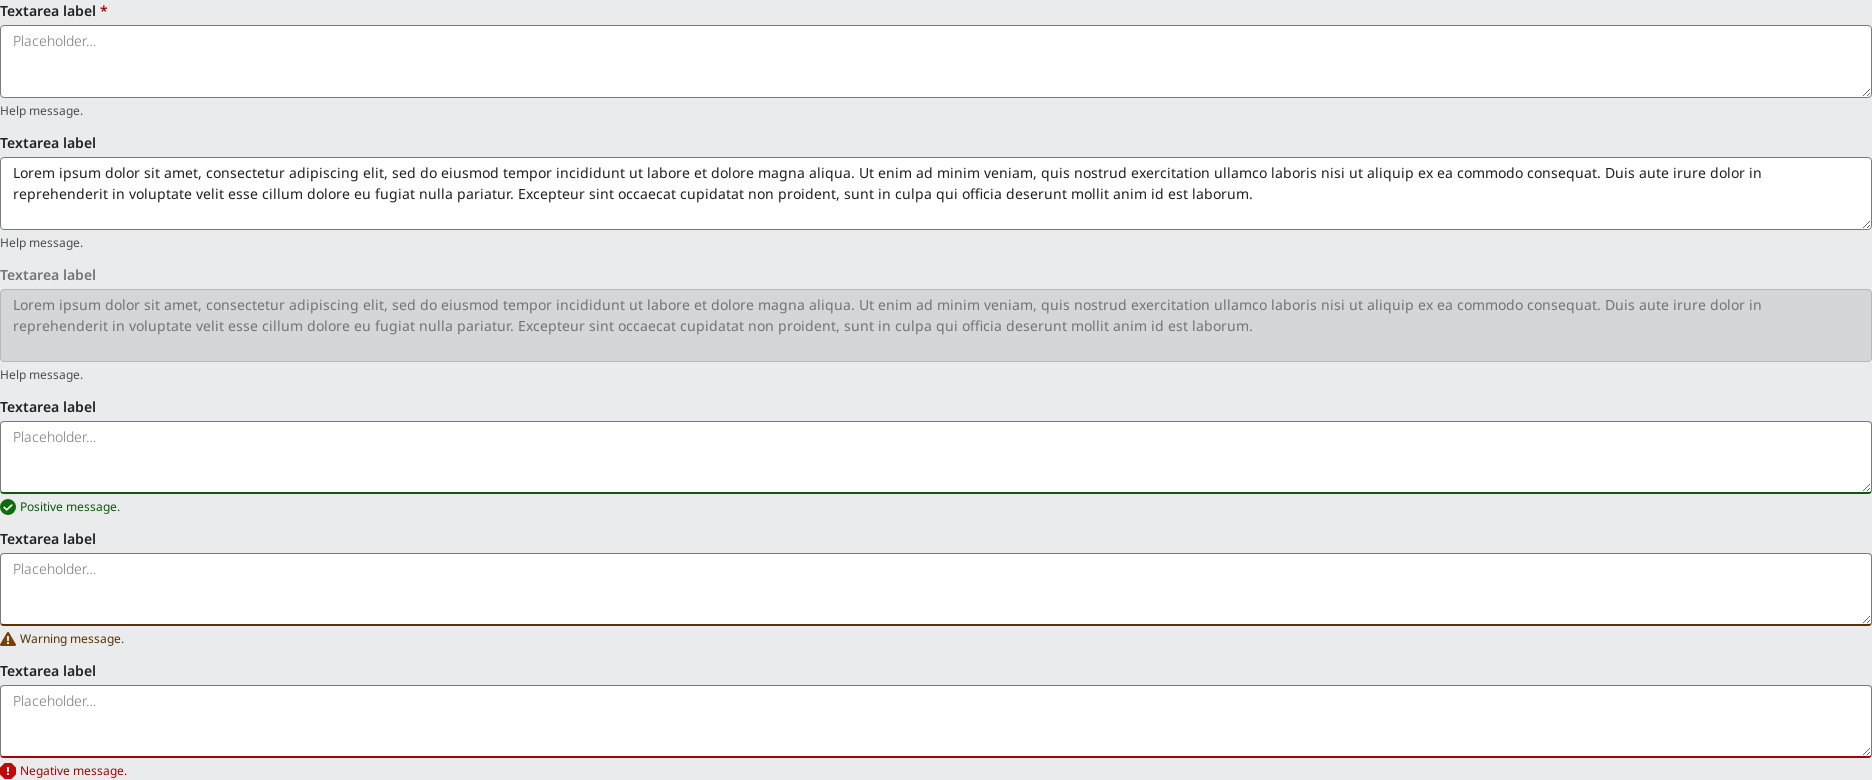 Textarea label *
Placeholder...
Help message.
Textarea label
Lorem ipsum dolor sit amet, consectetur adipiscing elit, sed do eiusmod tempor incididunt ut labore et dolore magna aliqua. Ut enim ad minim veniam, quis nostrud exercitation ullamco laboris nisi ut aliquip ex ea commodo consequat. Duis aute irure dolor in
reprehenderit in voluptate velit esse cillum dolore eu fugiat nulla pariatur. Excepteur sint occaecat cupidatat non proident, sunt in culpa qui officia deserunt mollit anim id est laborum.
Help message.
Textarea label
Lorem ipsum dolor sit amet, consectetur adipiscing elit, sed do eiusmod tempor incididunt ut labore et dolore magna aliqua. Ut enim ad minim veniam, quis nostrud exercitation ullamco laboris nisi ut aliquip ex ea commodo consequat. Duis aute irure dolor in
reprehenderit in voluptate velit esse cillum dolore eu fugiat nulla pariatur. Excepteur sint occaecat cupidatat non proident, sunt in culpa qui officia deserunt mollit anim id est laborum.
Help message.
Textarea label
Placeholder...
Positive message.
Textarea label
Placeholder...
Warning message.
Textarea label
Placeholder...
Negative message.